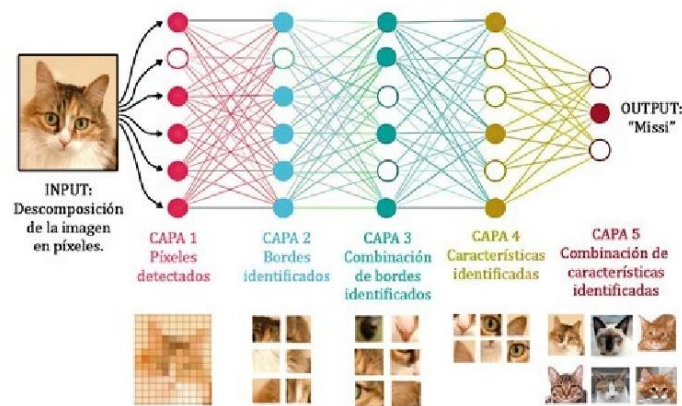 INPUT:
Descomposición
de la imagen
en píxeles.
CAPA 1
Píxeles
detectados
CAPA 2
Bordes
identificados
CAPA 3
Combinación
de bordes
identificados
CAPA 4
Características
identificadas
CAPA 5
Combinación de
características
identificadas
OUTPUT:
"Missi"